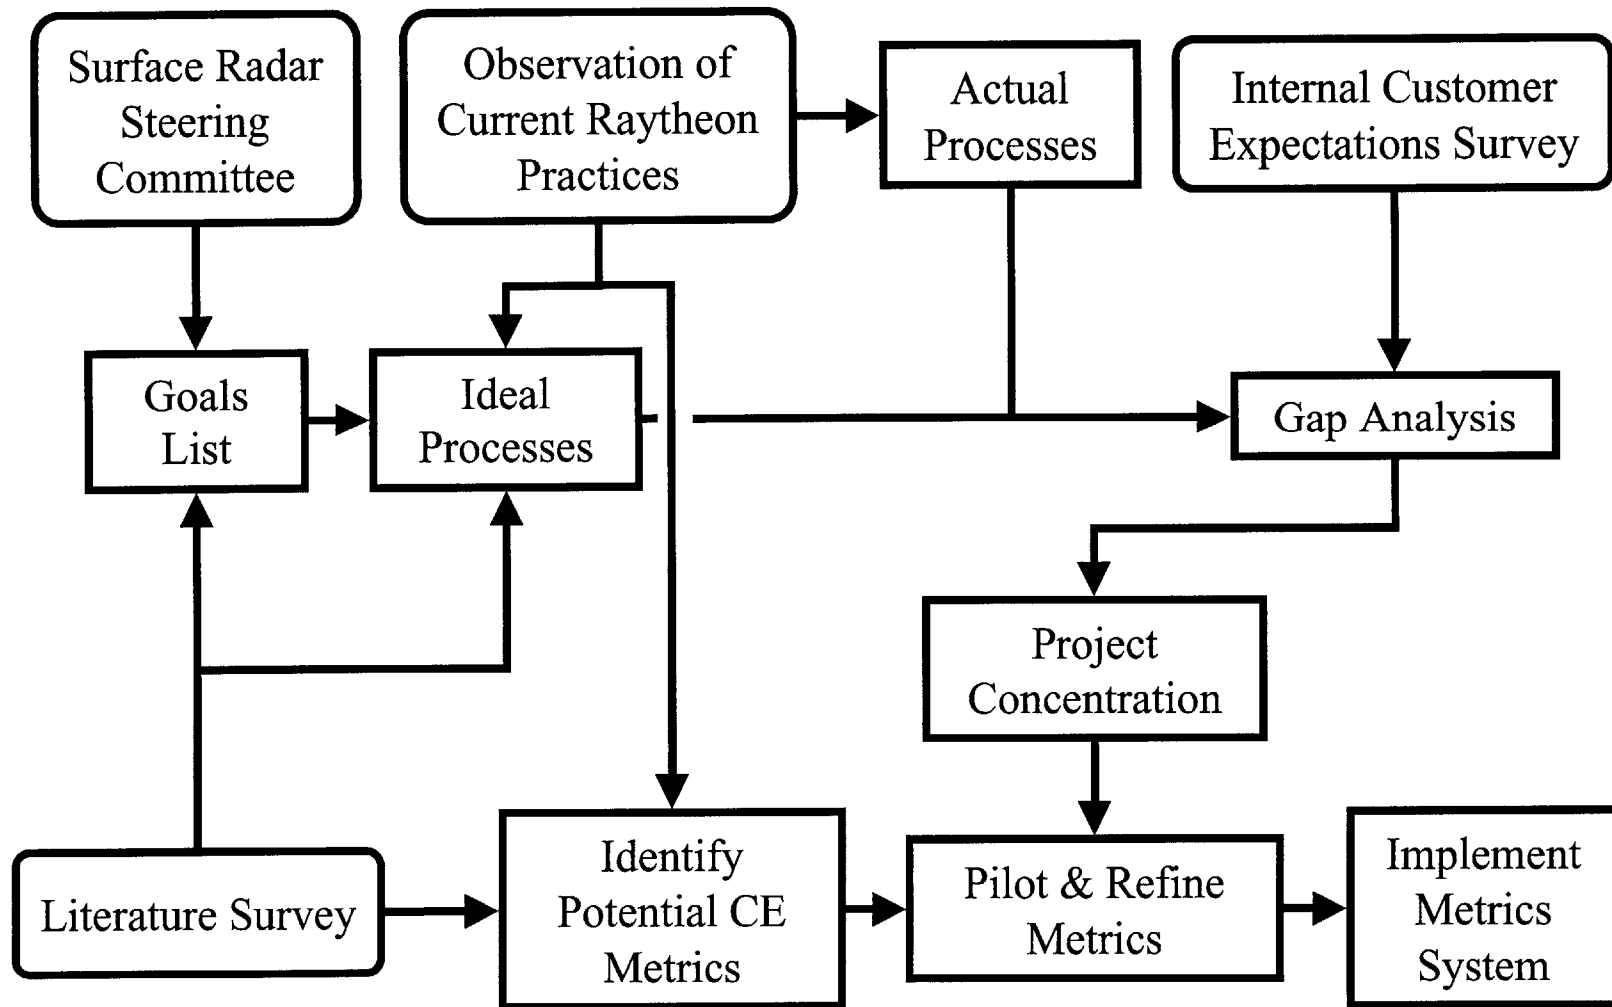 Surface Radar
Steering
Committee
Observation of
Current Raytheon
Practices
Actual
Processes
Internal Customer
Expectations Survey
Goals
List
Ideal
Processes
Gap Analysis
Project
Concentration
Literature Survey
Identify
Potential CE
Metrics
Pilot & Refine
Metrics
Implement
Metrics
System